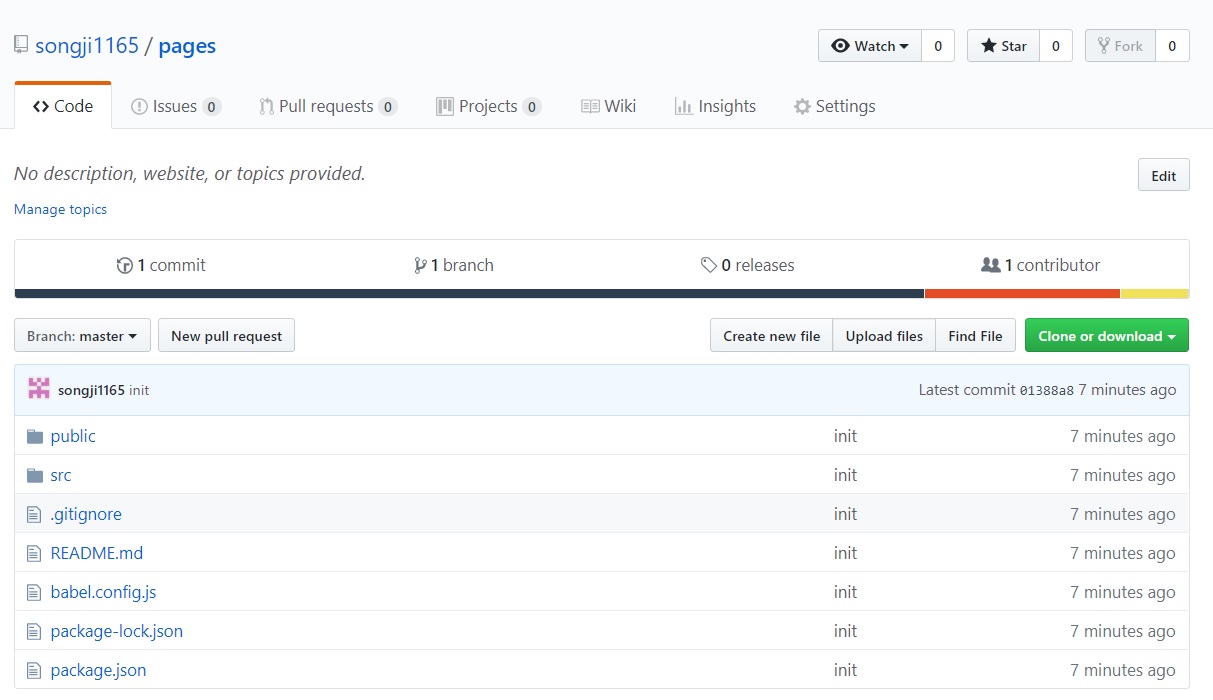 songji1165 / pages
Watch 0 Star 0 Fork 0
Code Issues 0 Pull requests 0 Projects 0 Wiki Insights Settings
No description, website, or topics provided. Edit
Manage topics
1 commit 1 branch 0 releases 1 contributor
Branch: master New pull request Create new file Upload files Find File Clone or download
songji1165 init Latest commit 01388a8 7 minutes ago
public init 7 minutes ago
src init 7 minutes ago
.gitignore init 7 minutes ago
README.md init 7 minutes ago
babel.config.js init 7 minutes ago
package-lock.json init 7 minutes ago
package.json init 7 minutes ago